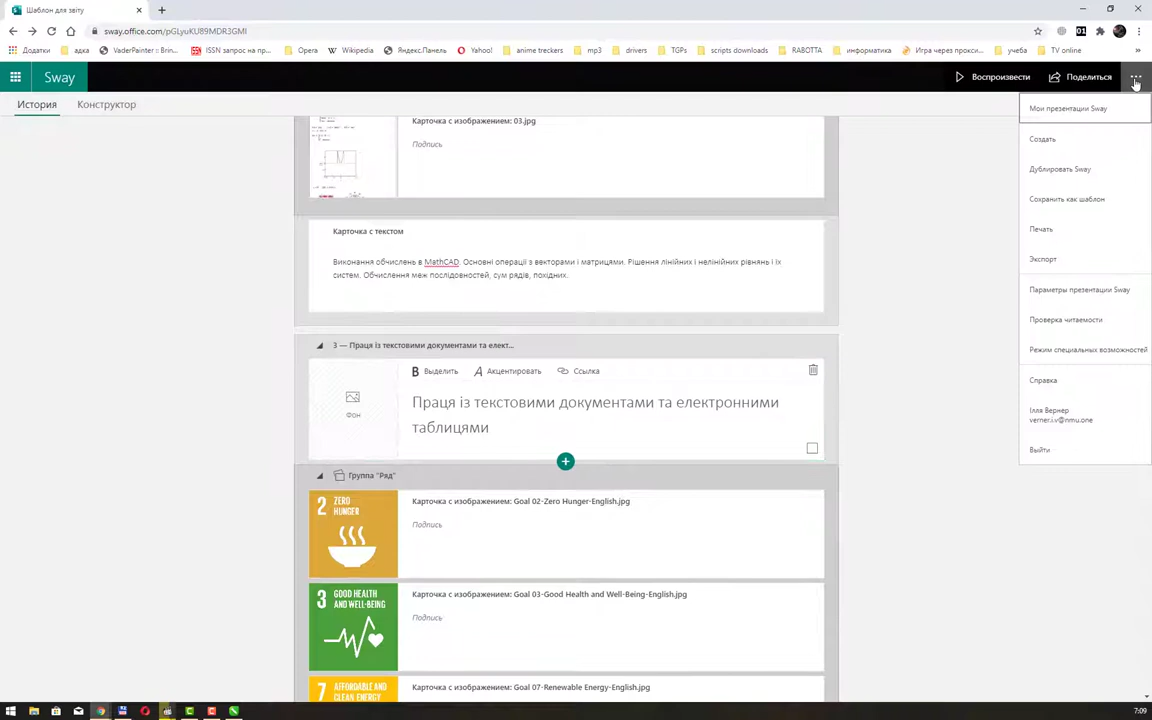 Шаблон для звіту
sway.office.com/pGLyuKU89MDR3GMI
Додатки
адка
VaderPainter :: Brin...
ISSN запрос на пр...
Opera
Wikipedia
Яндекс.Панель
Yahoo!
anime treckers
mp3
drivers
TGPs
scripts downloads
RABOTTA
информатика
Игра через прокси...
учеба
TV online
Sway
Воспроизвести
Поделиться
История
Конструктор
Мои презентации Sway
Создать
Дублировать Sway
Сохранить как шаблон
Печать
Экспорт
Параметры презентации Sway
Проверка читаемости
Режим специальных возможностей
Справка
Ілля Вернер
verner.i.v@nmu.one
Выйти
Карточка с изображением: 03.jpg
Подпись
Карточка с текстом
Виконання обчислень в MathCAD. Основні операції з векторами і матрицями. Рішення лінійних і нелінійних рівнянь і їх
систем. Обчислення меж послідовностей, сум рядів, похідних.
3 — Праця із текстовими документами та елект...
Выделить
Акцентировать
Ссылка
Фон
Праця із текстовими документами та електронними
таблицями
Группа "Ряд"
2 ZERO
HUNGER
Карточка с изображением: Goal 02-Zero Hunger-English.jpg
Подпись
3 GOOD HEALTH
AND WELL-BEING
Карточка с изображением: Goal 03-Good Health and Well-Being-English.jpg
Подпись
7 AFFORDABLE AND
CLEAN ENERGY
Карточка с изображением: Goal 07-Renewable Energy-English.jpg
7:09